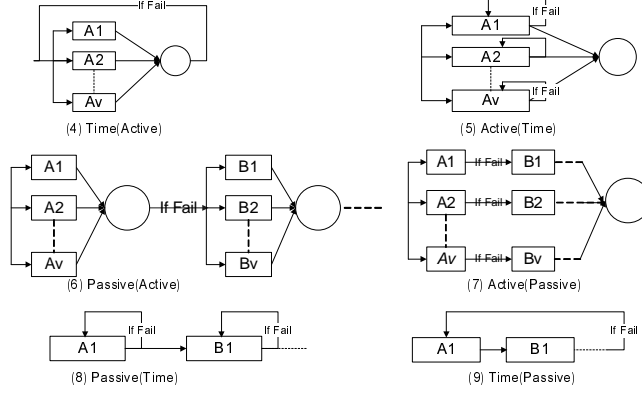 If Fail
A1
A2
Av
(4) Time(Active)
If Fail
A1
A2
If Fail
Av
(5) Active(Time)
A1
A2
Av
If Fail
B1
B2
Bv
(6) Passive(Active)
A1 If Fail B1
A2 If Fail B2
Av If Fail Bv
(7) Active(Passive)
If Fail
If Fail
A1
B1
(8) Passive(Time)
If Fail
A1
B1
(9) Time(Passive)